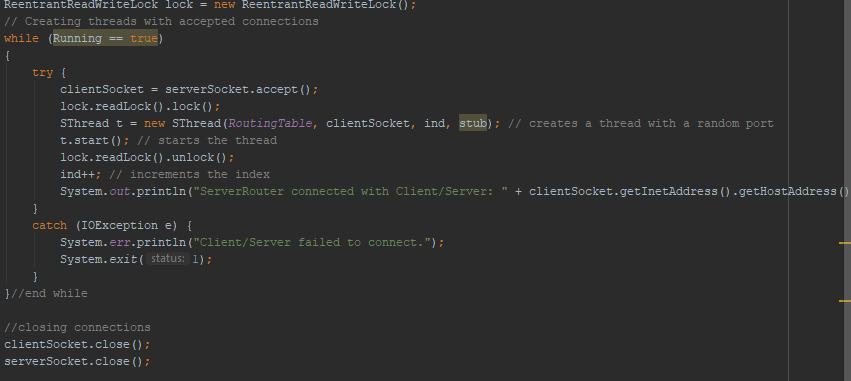 ReentrantReadWriteLock lock = new ReentrantReadWriteLock();
// Creating threads with accepted connections
while (Running == true)
{
try {
clientSocket = serverSocket.accept();
lock.readLock().lock();
SThread t = new SThread(RoutingTable, clientSocket, ind, stub); // creates a thread with a random port
t.start(); // starts the thread
lock.readLock().unlock();
ind++; // increments the index
System.out.println("ServerRouter connected with Client/Server: " + clientSocket.getInetAddress().getHostAddress()
}
catch (IOException e) {
System.err.println("Client/Server failed to connect.");
System.exit( status: 1);
}
}//end while
//closing connections
clientSocket.close();
serverSocket.close();